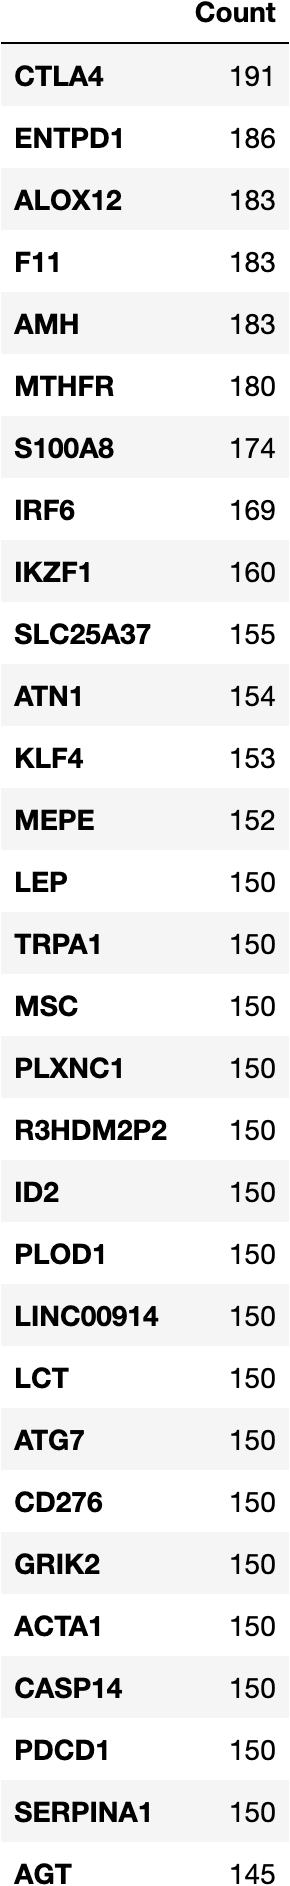 Count
CTLA4 191
ENTPD1 186
ALOX12 183
F11 183
AMH 183
MTHFR 180
S100A8 174
IRF6 169
IKZF1 160
SLC25A37 155
ATN1 154
KLF4 153
MEPE 152
LEP 150
TRPA1 150
MSC 150
PLXNC1 150
R3HDM2P2 150
ID2 150
PLOD1 150
LINC00914 150
LCT 150
ATG7 150
CD276 150
GRIK2 150
ACTA1 150
CASP14 150
PDCD1 150
SERPINA1 150
AGT 145